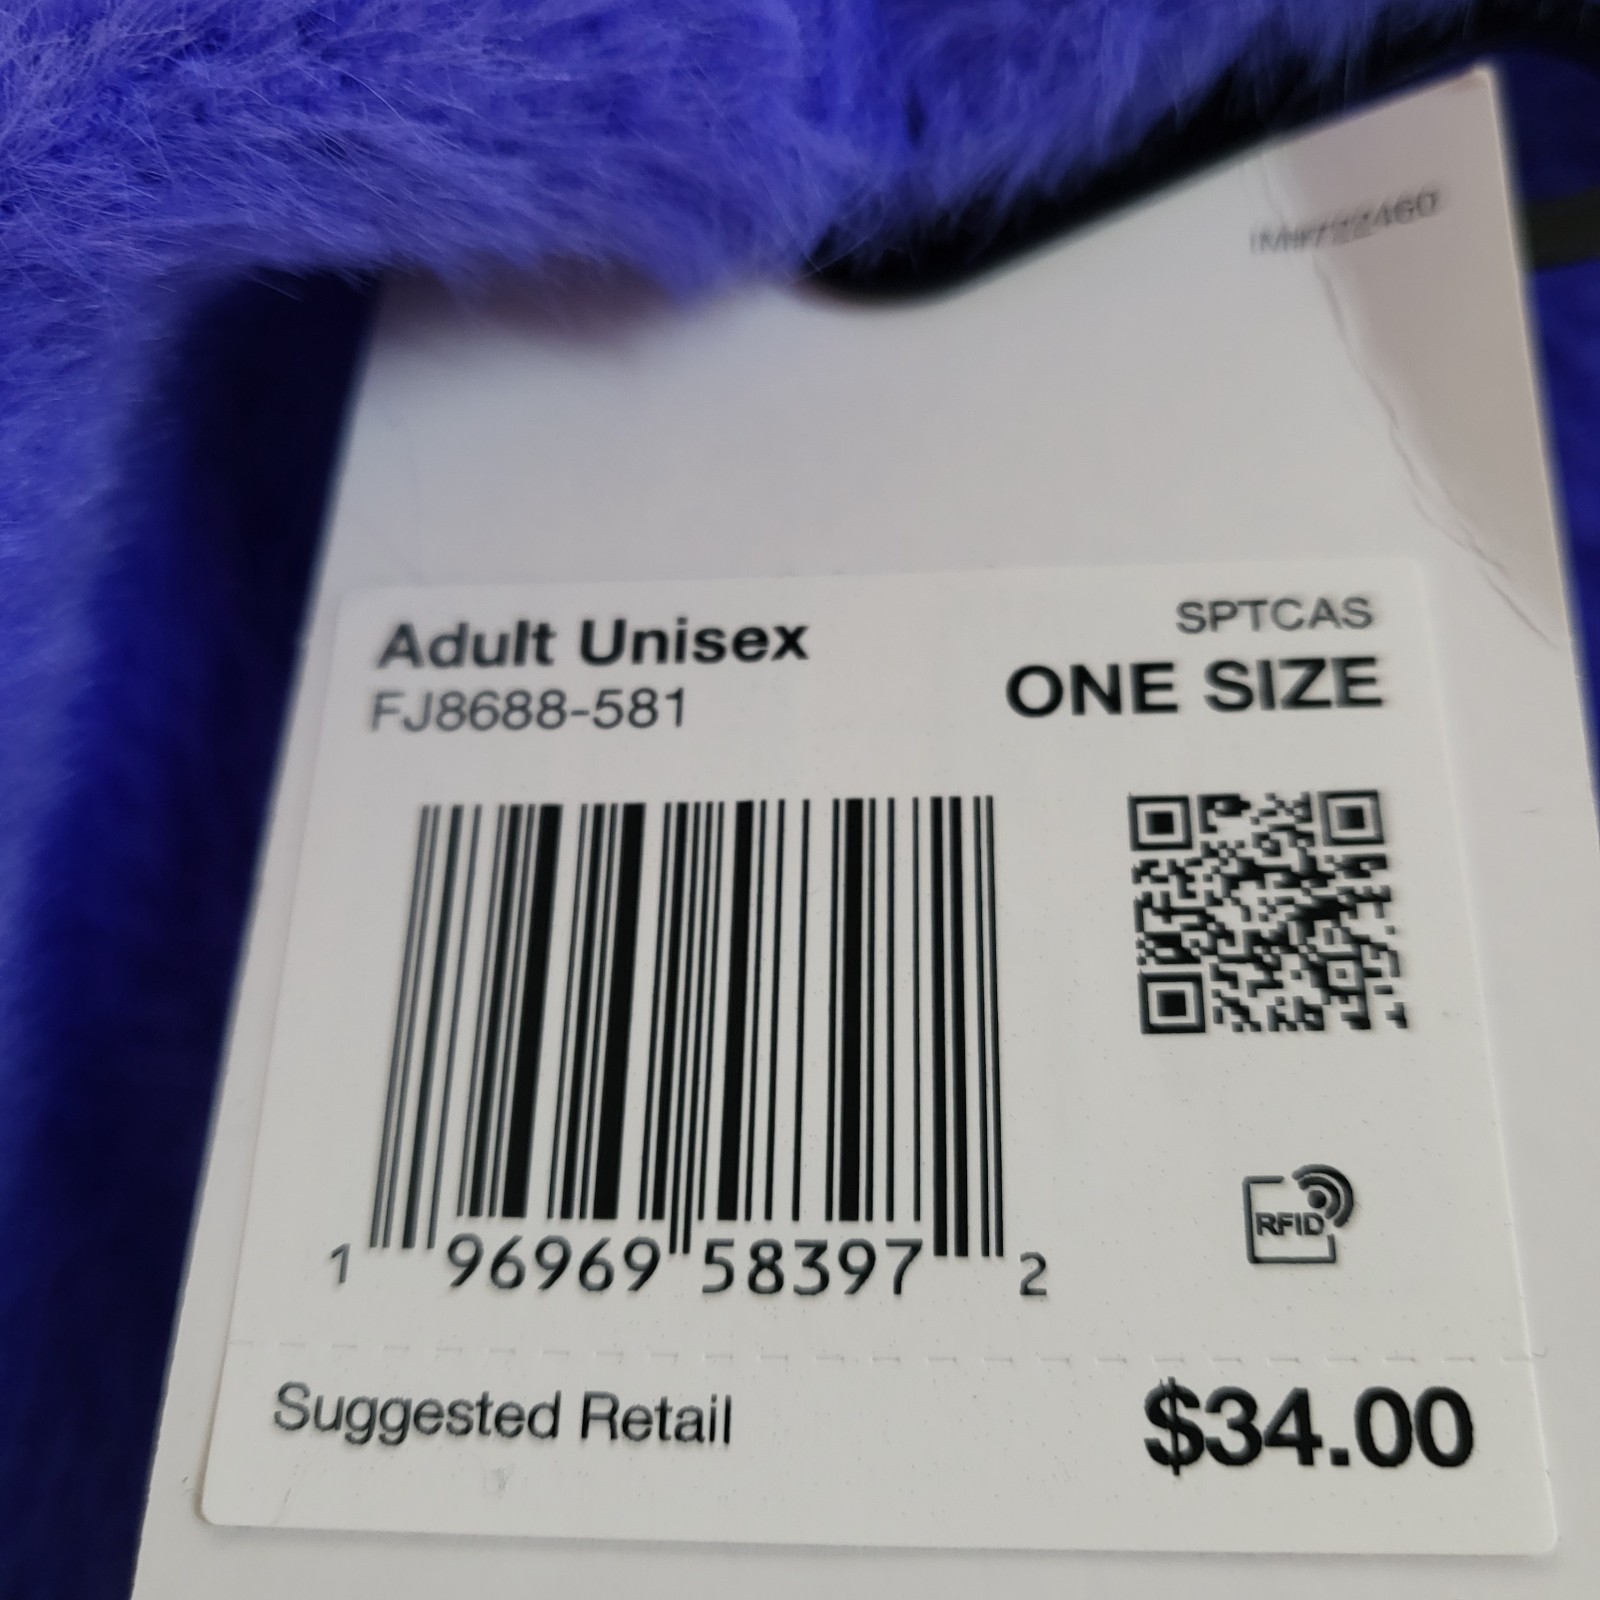 Adult Unisex
FJ8688-581
SPTCAS
ONE SIZE
1 96969 58397 2
RFID
Suggested Retail
$34.00